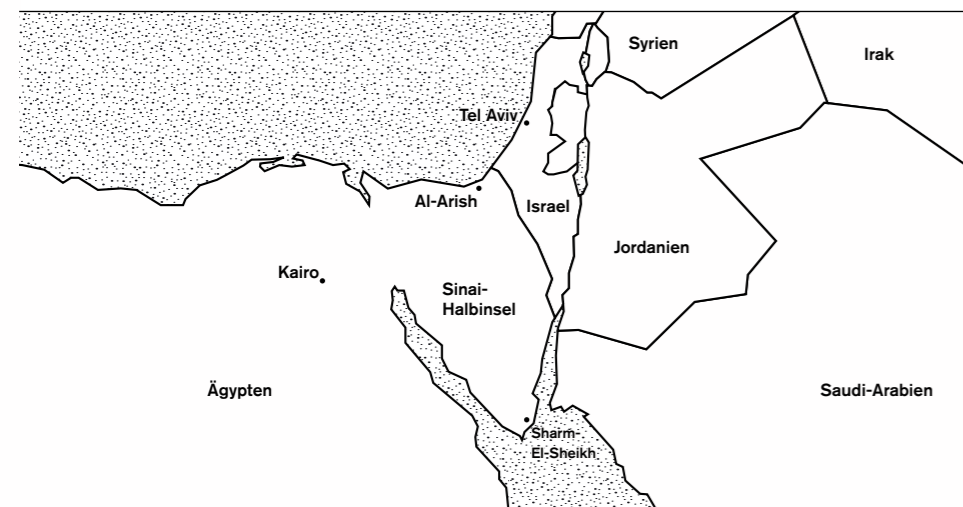 Syrien
Irak
Tel Aviv
Al-Arish
Israel
Jordanien
Kairo
Sinai-
Halbinsel
Ägypten
Saudi-Arabien
Sharm-
El-Sheikh